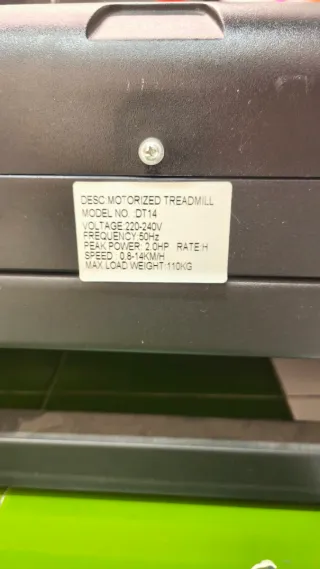 DESC:MOTORIZED TREADMILL
MODEL NO. :DT14
VOLTAGE:220-240V
FREQUENCY:50Hz
PEAK POWER: 2.0HP RATE:H
SPEED : 0.8-14KM/H
MAX LOAD WEIGHT:110KG